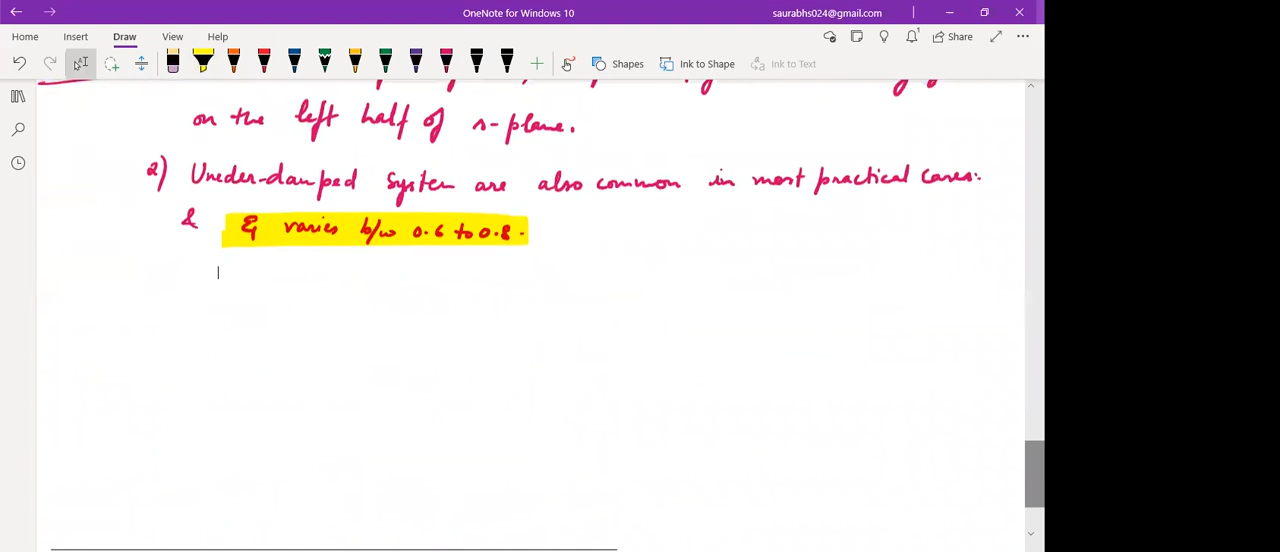 OneNote for Windows 10
saurabhs024@gmail.com
Home Insert Draw View Help
Share
Shapes
Ink to Shape
Ink to Text
on the left half of s-plane.
2) Uneder-damped System are also common in most practical cases.
& ξ varies b/w 0.6 to 0.8.